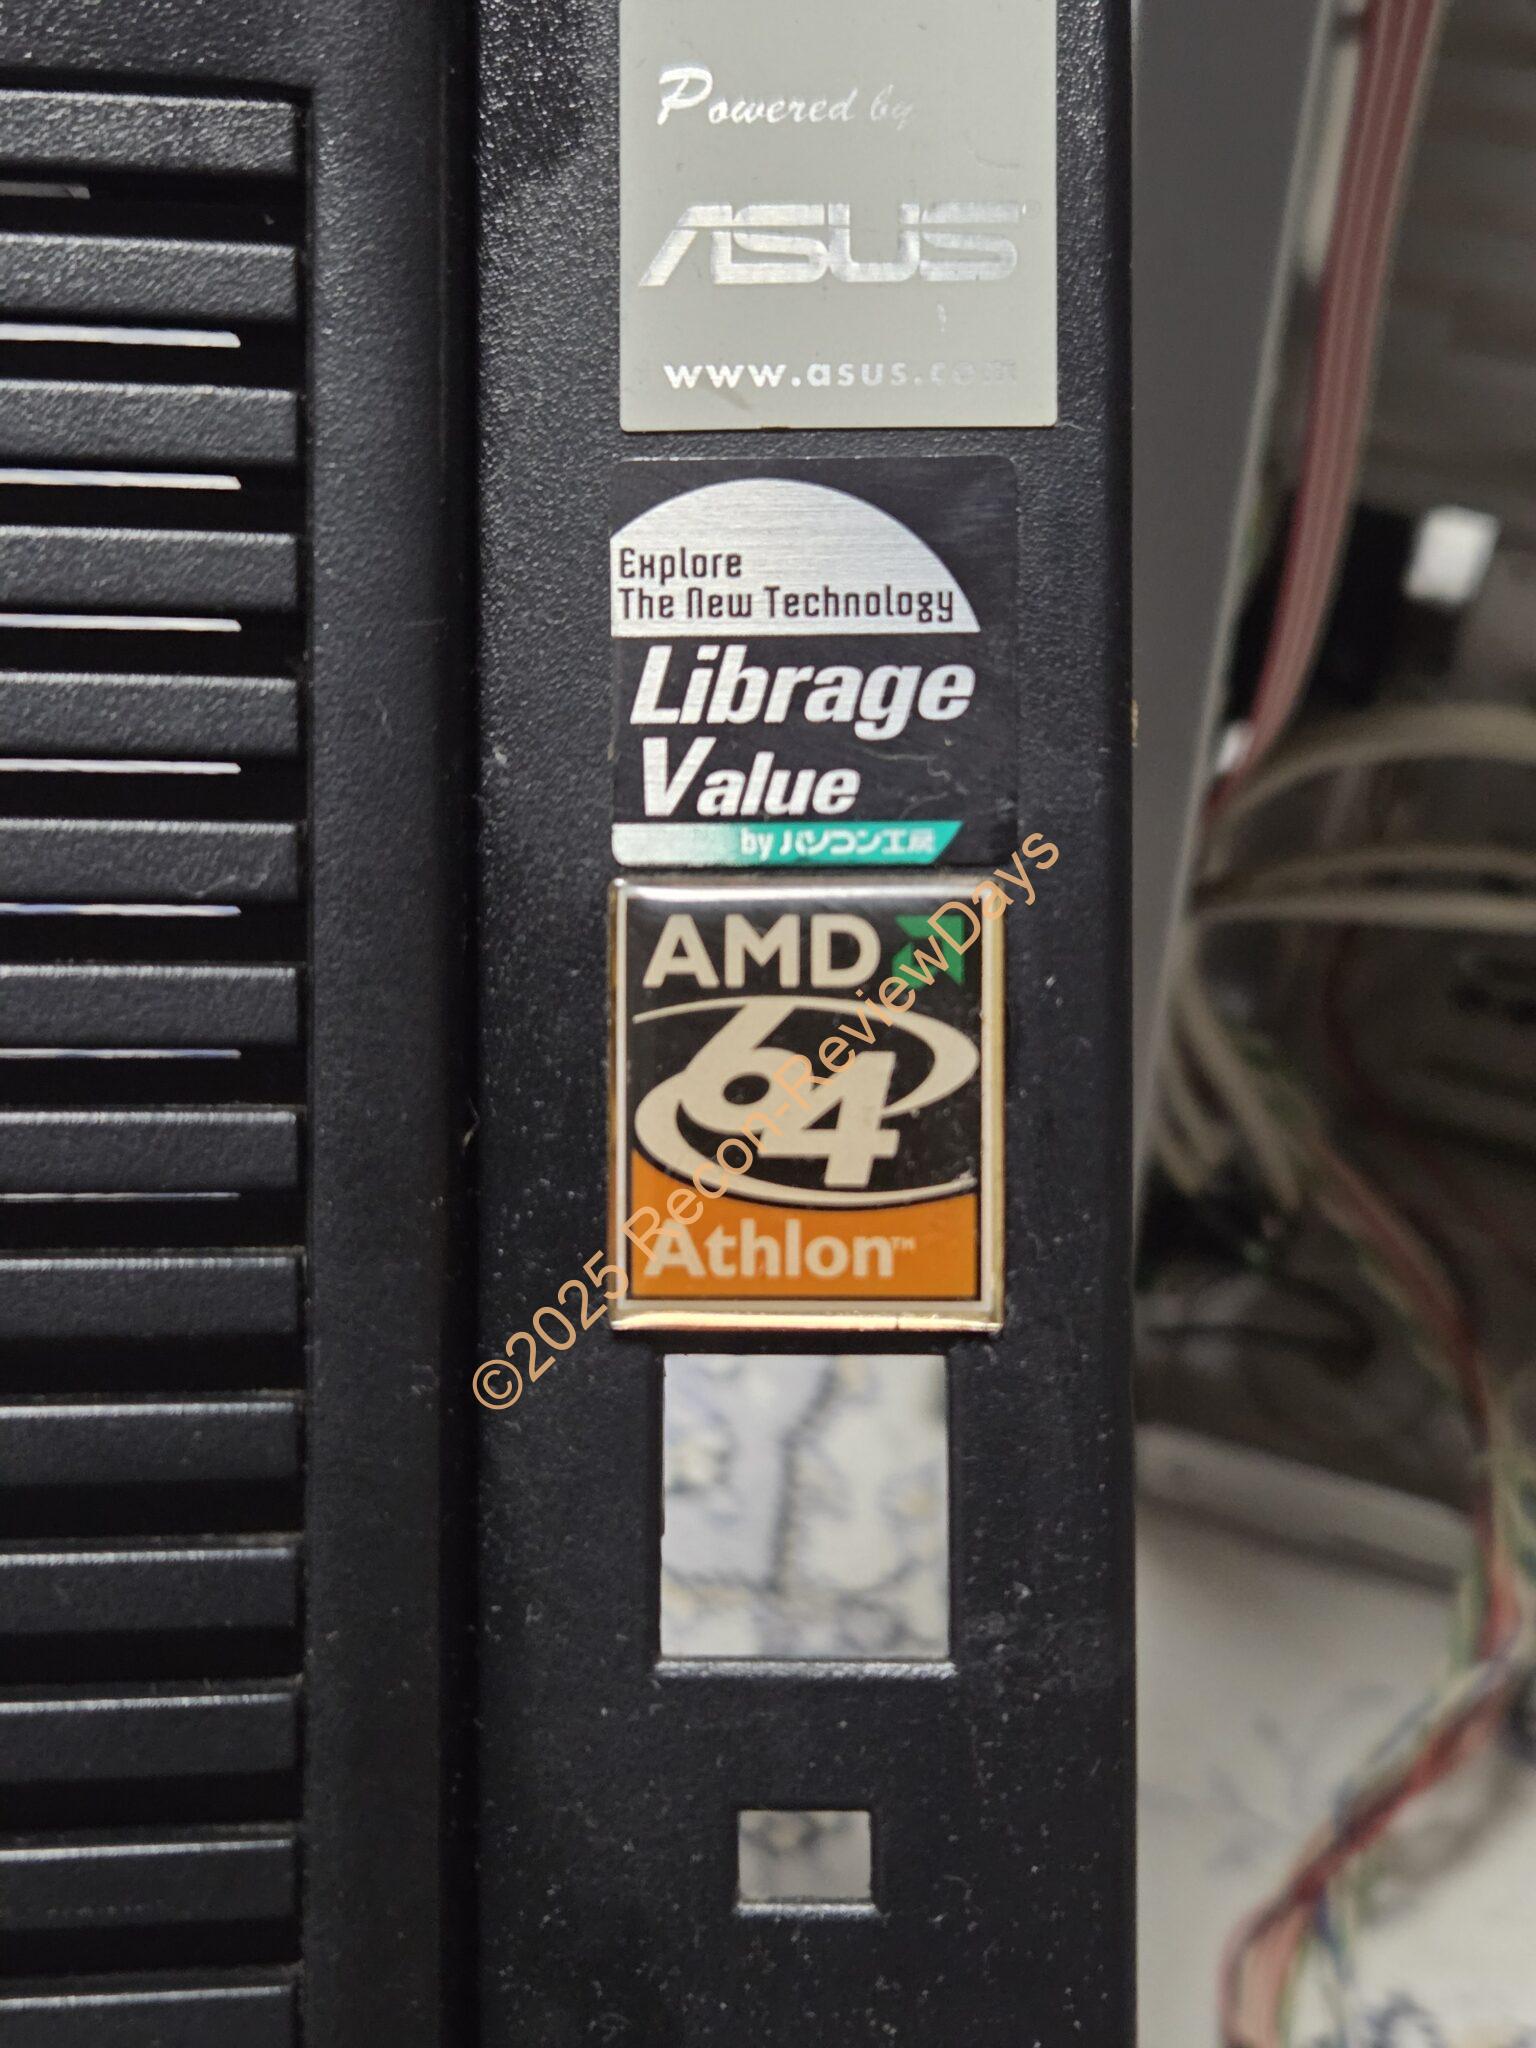 Powered by
ASUS
www.asus.com
Explore
The New Technology
Librage
Value
by パソコン工房
AMD
64
Athlon™
©2025 Recon-ReviewDays